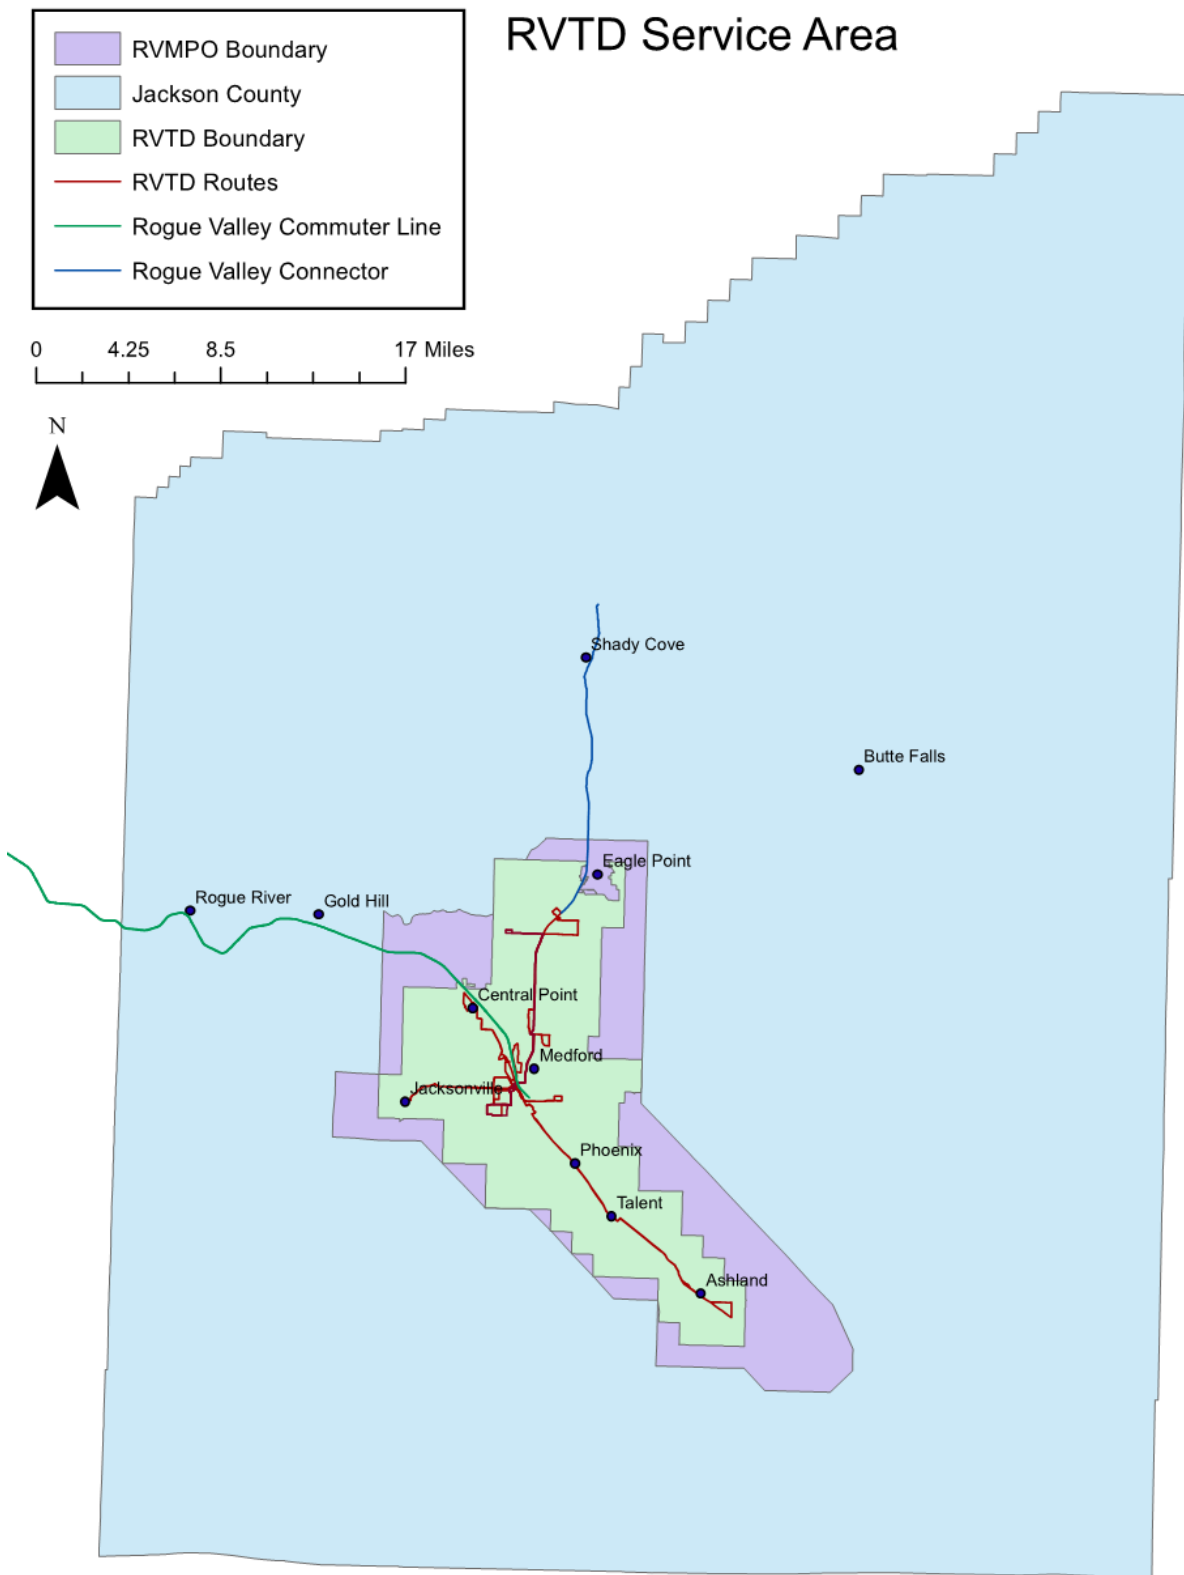 RVTD Service Area
RVMPO Boundary
Jackson County
RVTD Boundary
RVTD Routes
Rogue Valley Commuter Line
Rogue Valley Connector
0 4.25 8.5 17 Miles
N
Shady Cove
Butte Falls
Eagle Point
Rogue River
Gold Hill
Central Point
Medford
Jacksonville
Phoenix
Talent
Ashland